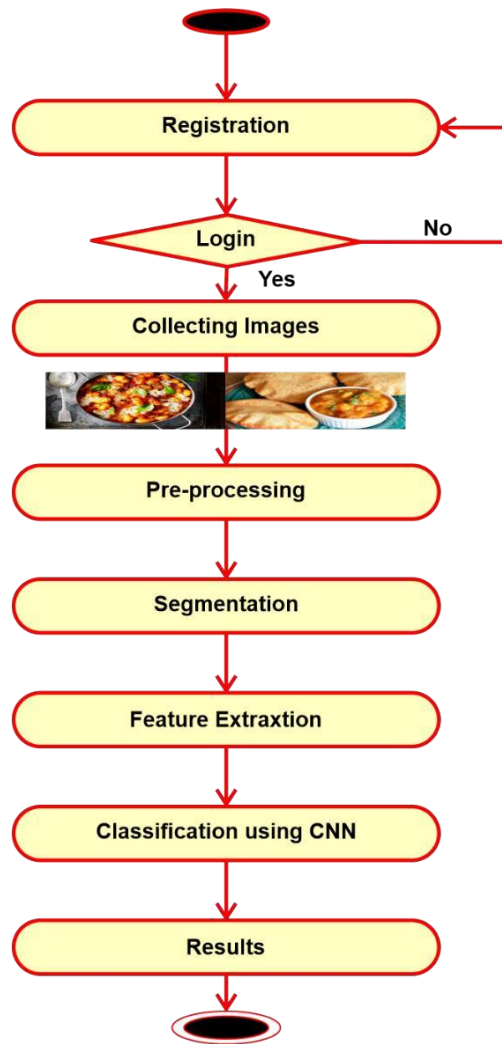 Registration
Login
No
Yes
Collecting Images
Pre-processing
Segmentation
Feature Extraxtion
Classification using CNN
Results